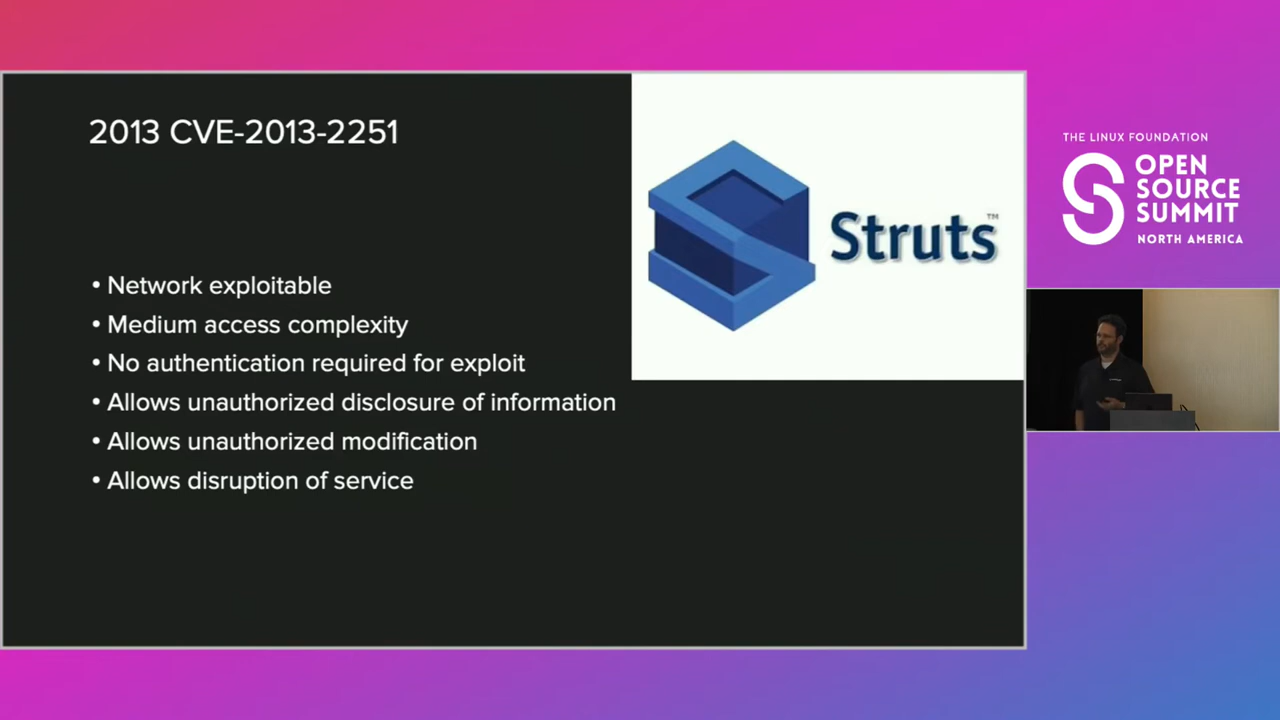 2013 CVE-2013-2251
• Network exploitable
• Medium access complexity
• No authentication required for exploit
• Allows unauthorized disclosure of information
• Allows unauthorized modification
• Allows disruption of service
Struts™
THE LINUX FOUNDATION
OPEN
SOURCE
SUMMIT
NORTH AMERICA